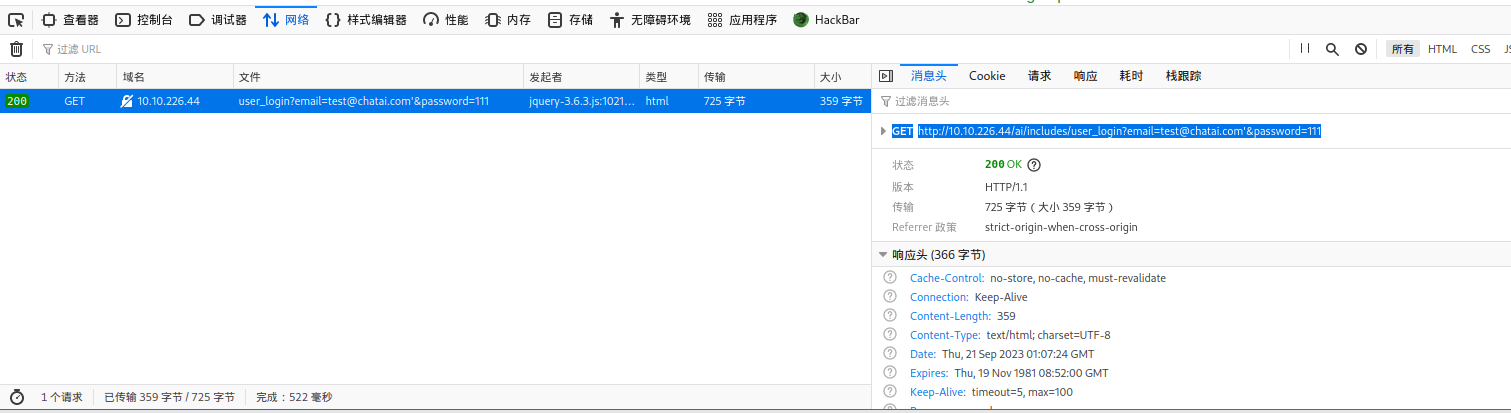 查看器 控制台 调试器 网络 样式编辑器 性能 内存 存储 无障碍环境 应用程序 HackBar
过滤 URL 所有 HTML CSS
状态 方法 域名 文件 发起者 类型 传输 大小
200 GET 10.10.226.44 user_login?email=test@chatai.com'&password=111 jquery-3.6.3.js:1021... html 725 字节 359 字节
消息头 Cookie 请求 响应 耗时 栈跟踪
过滤消息头
GET http://10.10.226.44/ai/includes/user_login?email=test@chatai.com'&password=111
状态 200 OK
版本 HTTP/1.1
传输 725 字节（大小 359 字节）
Referrer 政策 strict-origin-when-cross-origin
响应头 (366 字节)
Cache-Control: no-store, no-cache, must-revalidate
Connection: Keep-Alive
Content-Length: 359
Content-Type: text/html; charset=UTF-8
Date: Thu, 21 Sep 2023 01:07:24 GMT
Expires: Thu, 19 Nov 1981 08:52:00 GMT
Keep-Alive: timeout=5, max=100
1 个请求 已传输 359 字节 / 725 字节 完成：522 毫秒